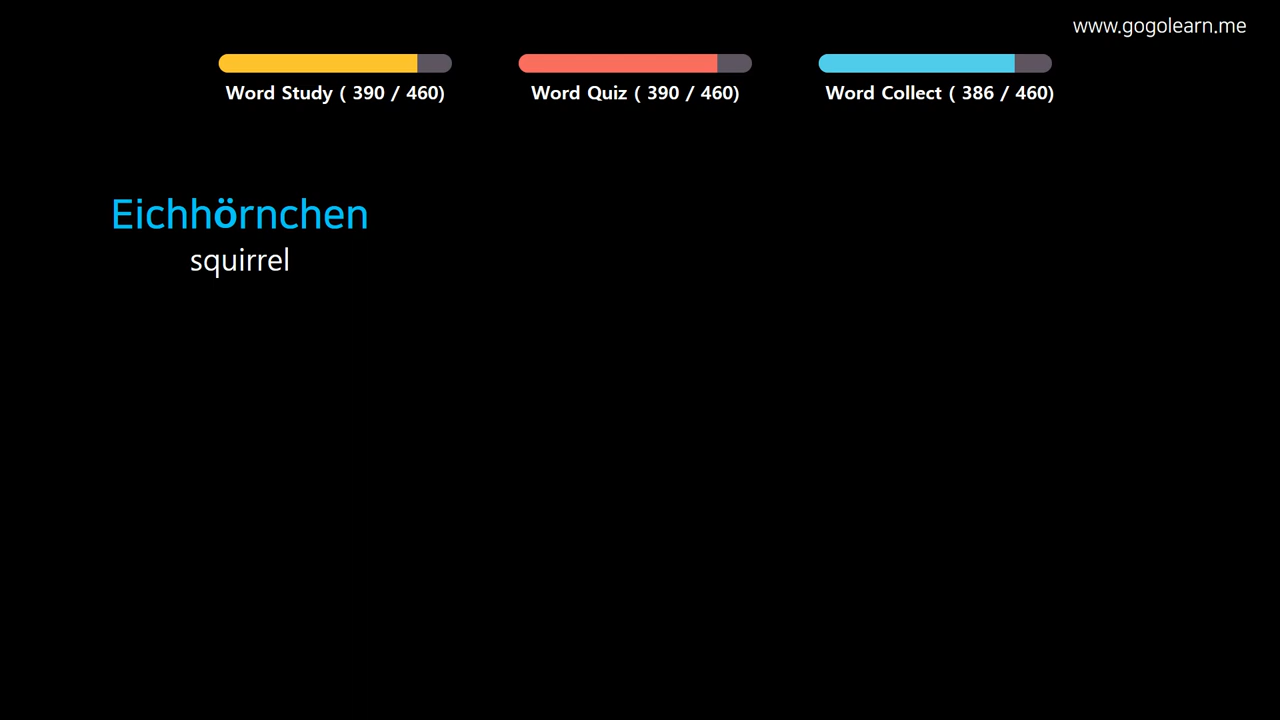 www.gogolearn.me
Word Study ( 390 / 460)
Word Quiz ( 390 / 460)
Word Collect ( 386 / 460)
Eichhörnchen
squirrel